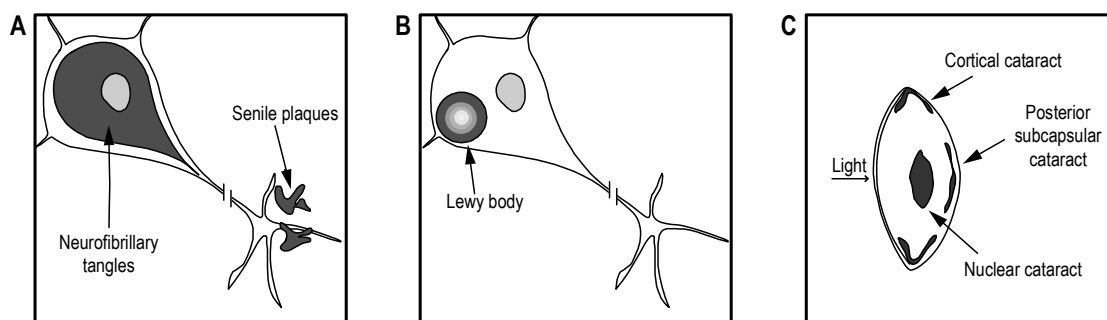 A
Senile plaques
Neurofibrillary
tangles
B
Lewy body
C
Cortical cataract
Posterior
subcapsular
cataract
Light
Nuclear cataract